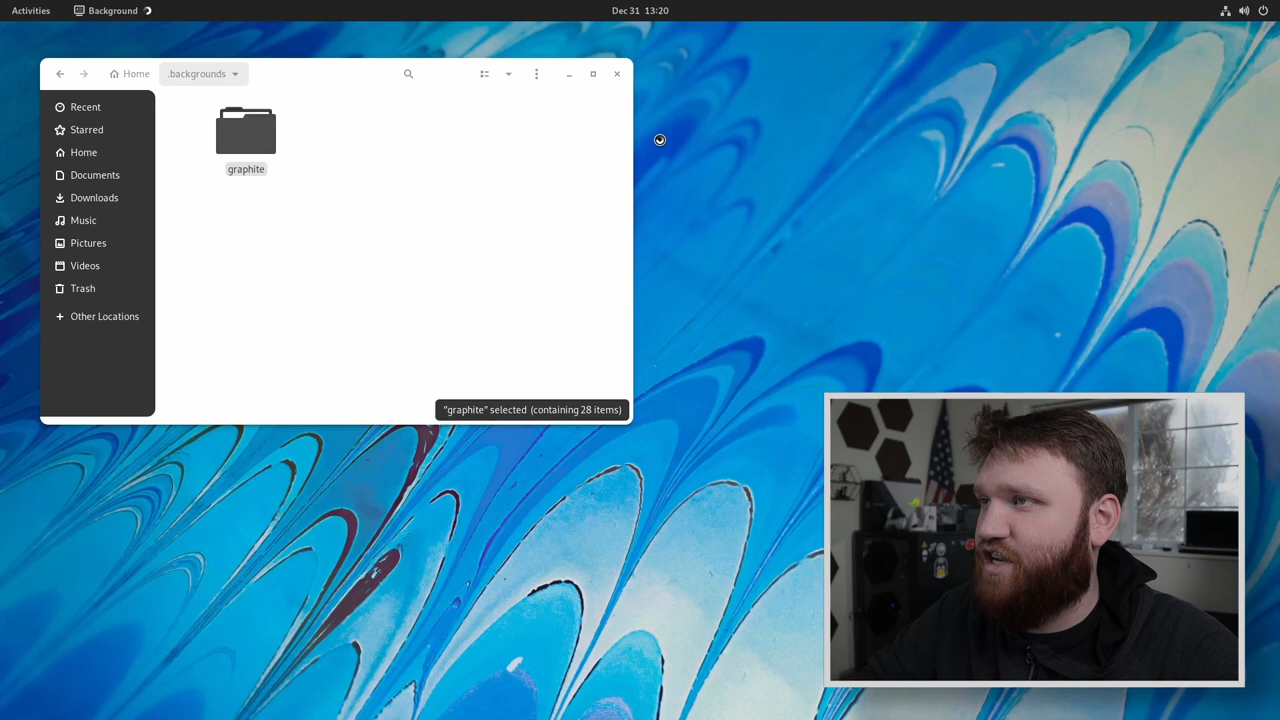 Activities
Background
Dec 31 13:20
Home
.backgrounds
Recent
Starred
Home
Documents
Downloads
Music
Pictures
Videos
Trash
Other Locations
graphite
"graphite" selected (containing 28 items)